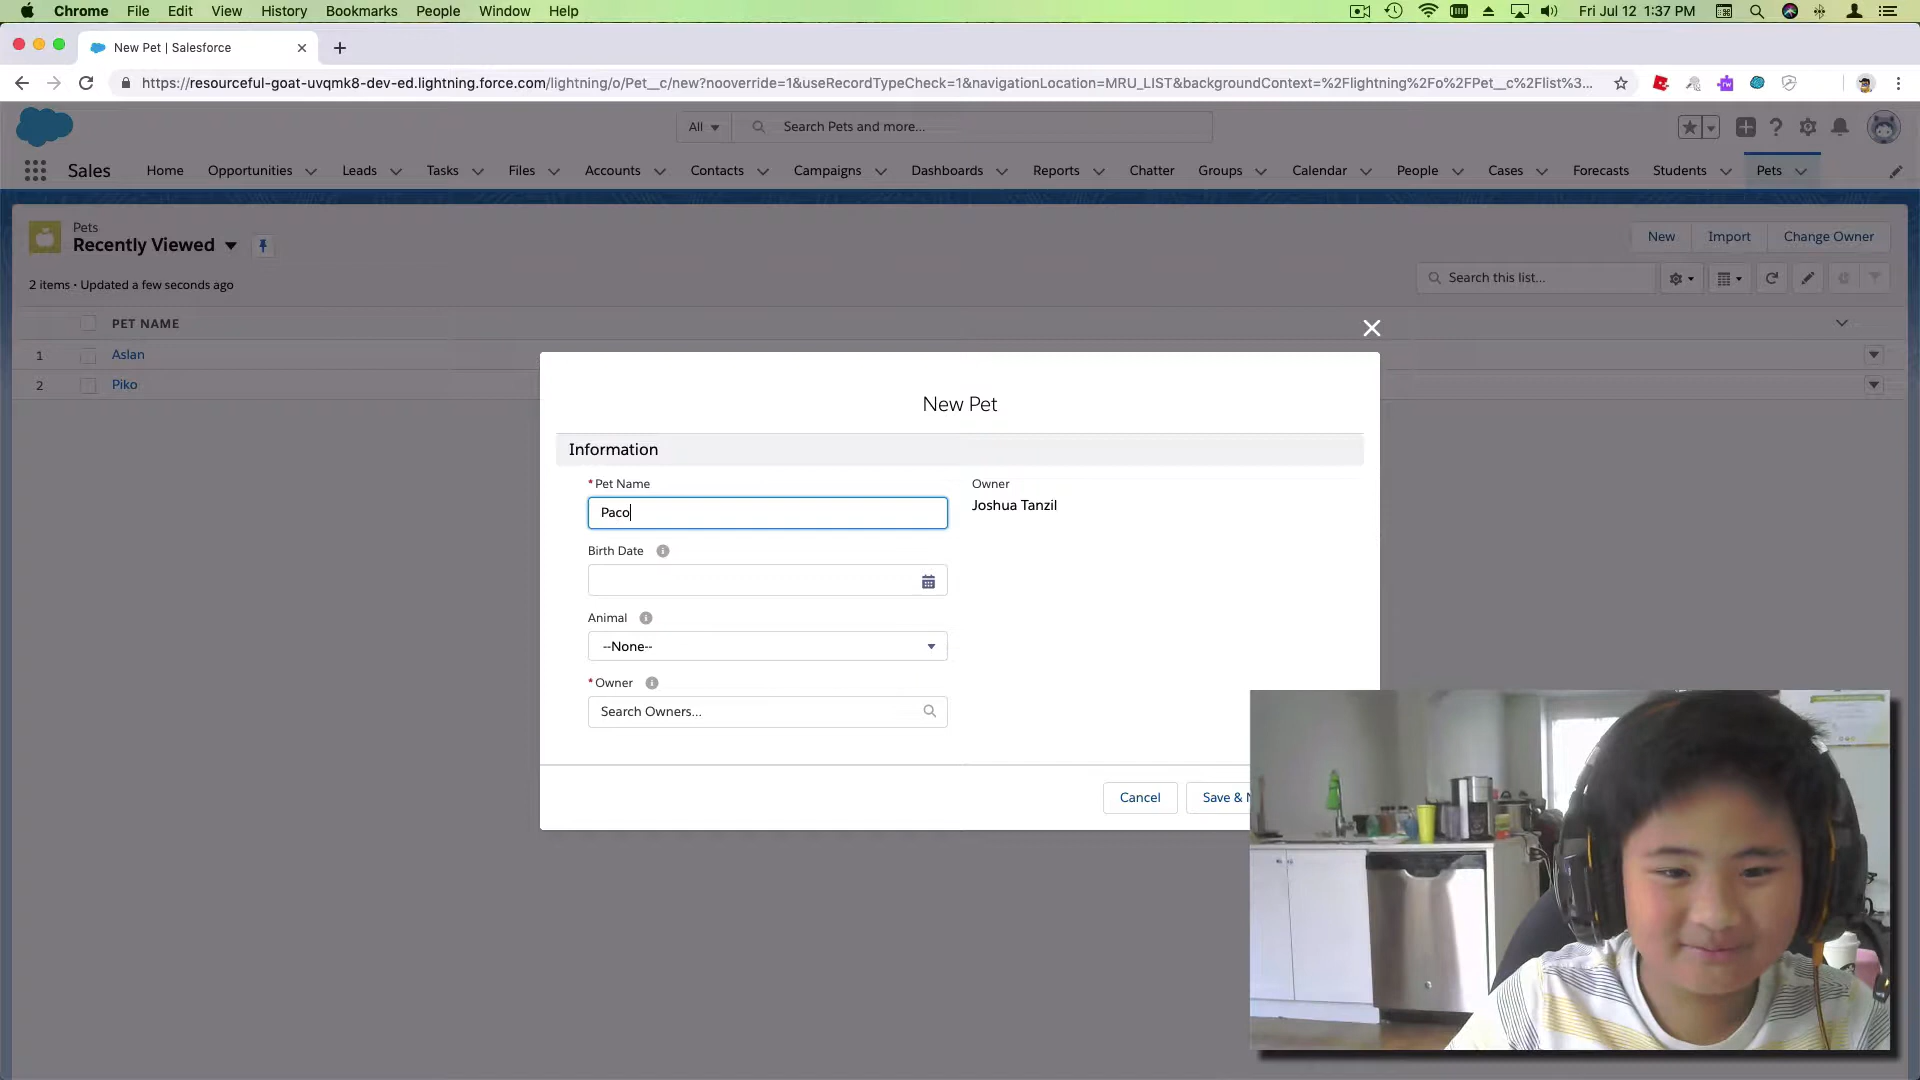 Chrome File Edit View History Bookmarks People Window Help Fri Jul 12 1:37 PM
New Pet | Salesforce
https://resourceful-goat-uvqmk8-dev-ed.lightning.force.com/lightning/o/Pet__c/new?nooverride=1&useRecordTypeCheck=1&navigationLocation=MRU_LIST&backgroundContext=%2Flightning%2Fo%2FPet__c%2Flist%3...
All Search Pets and more...
Sales Home Opportunities Leads Tasks Files Accounts Contacts Campaigns Dashboards Reports Chatter Groups Calendar People Cases Forecasts Students Pets
Pets
Recently Viewed
New Import Change Owner
2 items • Updated a few seconds ago
Search this list...
PET NAME
1 Aslan
2 Piko
New Pet
Information
*Pet Name
Paco
Owner
Joshua Tanzil
Birth Date
Animal
--None--
*Owner
Search Owners...
Cancel
Save & N